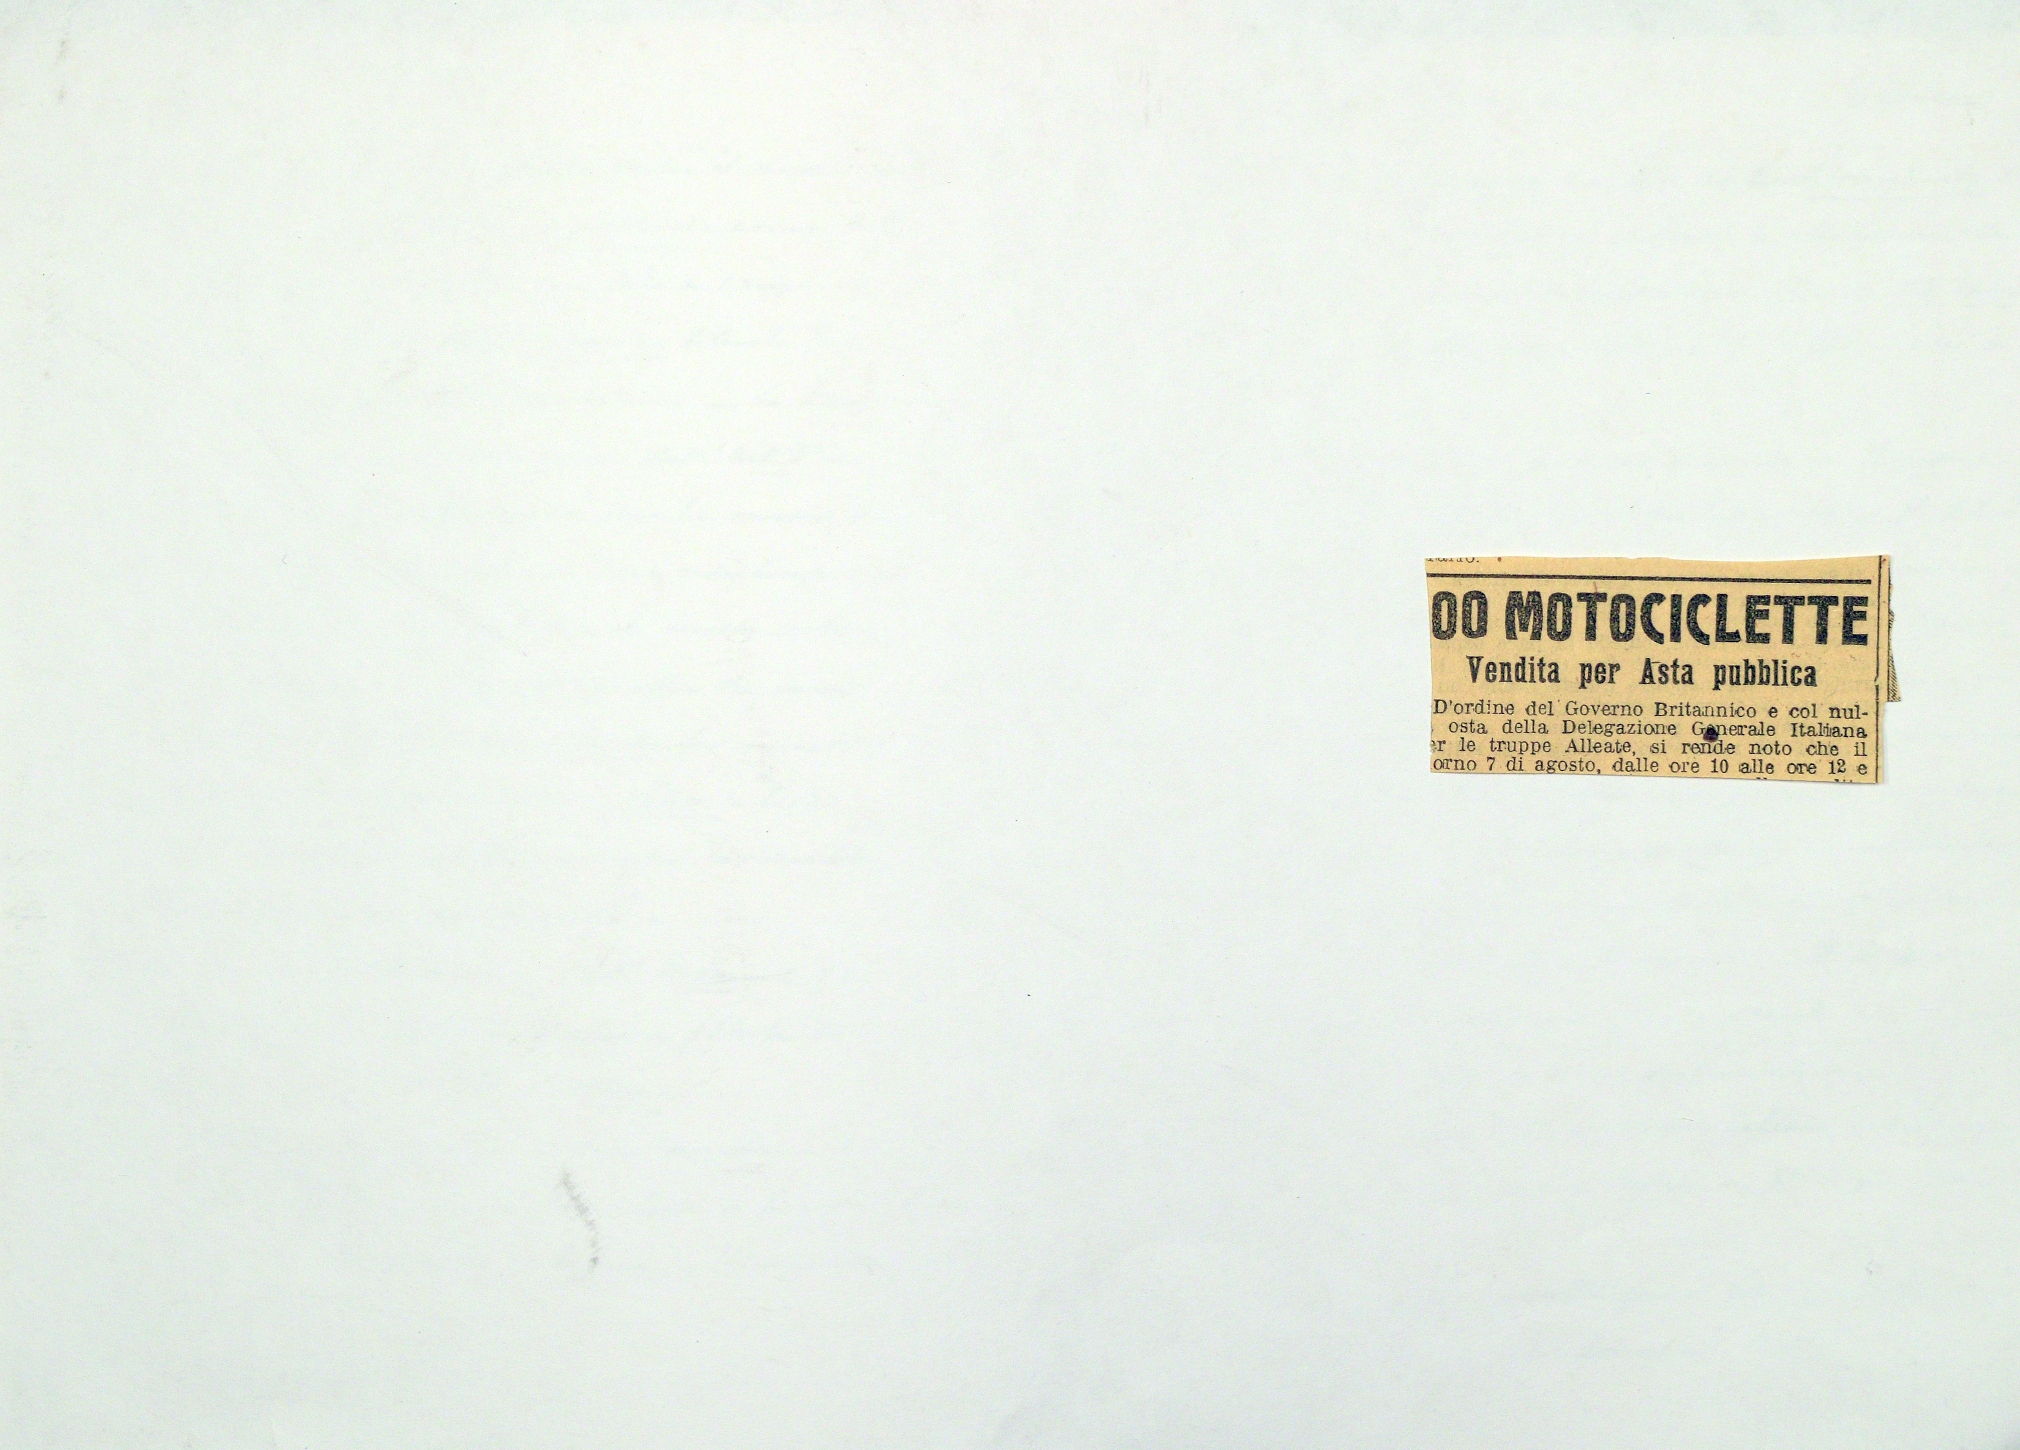 00 MOTOCICLETTE
Vendita per Asta pubblica
D'ordine del Governo Britannico e col nul-
osta della Delegazione Generale Italiana
er le truppe Alleate, si rende noto che il
orno 7 di agosto, dalle ore 10 alle ore 12 e